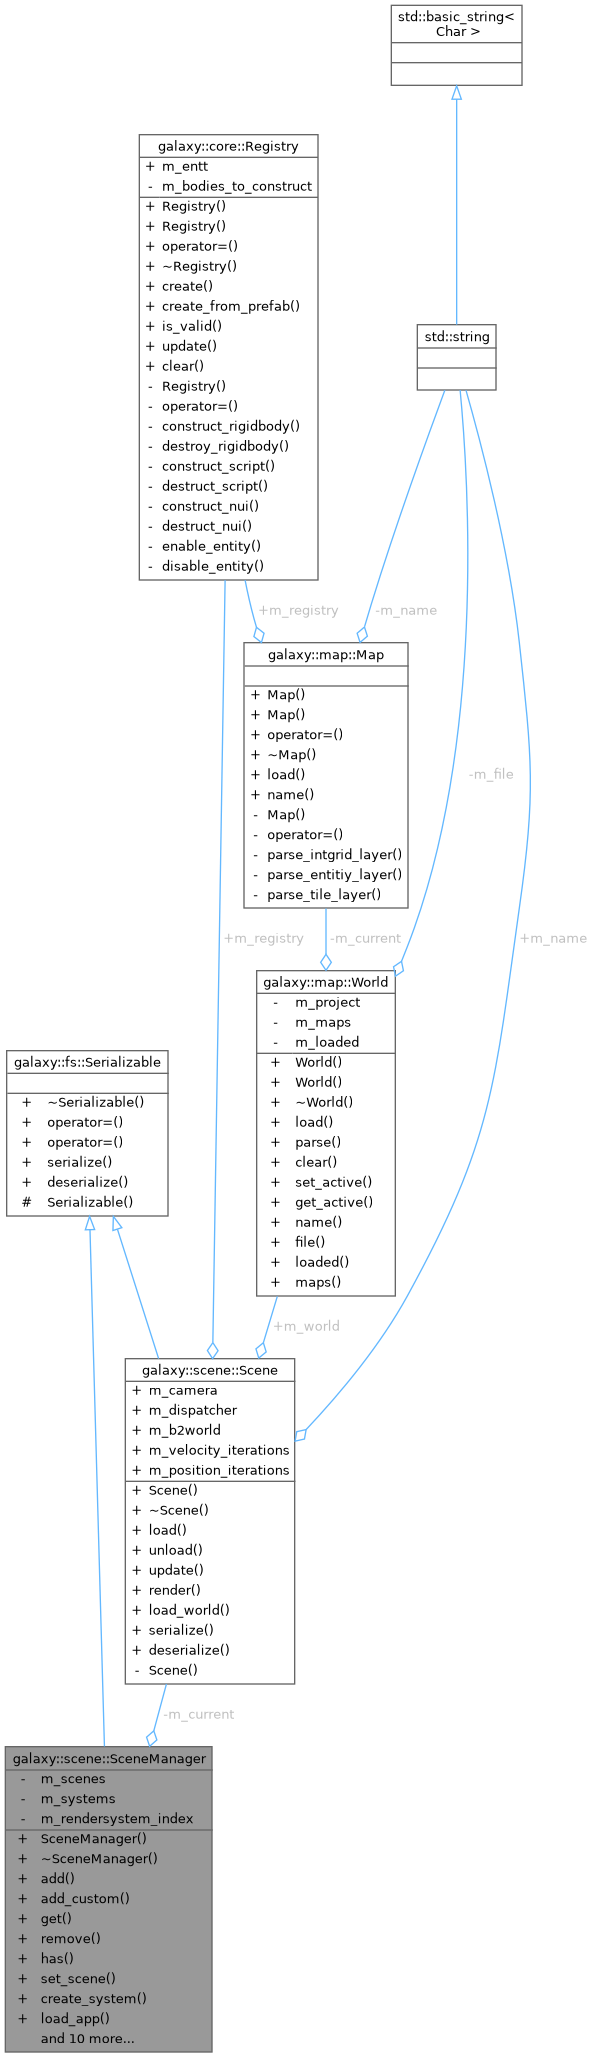 std::basic_string<
Char >
galaxy::core::Registry
+ m_entt
- m_bodies_to_construct
+ Registry()
+ Registry()
+ operator=()
+ ~Registry()
+ create()
+ create_from_prefab()
+ is_valid()
+ update()
+ clear()
- Registry()
- operator=()
- construct_rigidbody()
- destroy_rigidbody()
- construct_script()
- destruct_script()
- construct_nui()
- destruct_nui()
- enable_entity()
- disable_entity()
std::string
+m_registry
-m_name
galaxy::map::Map
+ Map()
+ Map()
+ operator=()
+ ~Map()
+ load()
+ name()
- Map()
- operator=()
- parse_intgrid_layer()
- parse_entitiy_layer()
- parse_tile_layer()
-m_file
+m_registry
-m_current
+m_name
galaxy::map::World
- m_project
- m_maps
- m_loaded
+ World()
+ World()
+ ~World()
+ load()
+ parse()
+ clear()
+ set_active()
+ get_active()
+ name()
+ file()
+ loaded()
+ maps()
galaxy::fs::Serializable
+ ~Serializable()
+ operator=()
+ operator=()
+ serialize()
+ deserialize()
# Serializable()
+m_world
galaxy::scene::Scene
+ m_camera
+ m_dispatcher
+ m_b2world
+ m_velocity_iterations
+ m_position_iterations
+ Scene()
+ ~Scene()
+ load()
+ unload()
+ update()
+ render()
+ load_world()
+ serialize()
+ deserialize()
- Scene()
-m_current
galaxy::scene::SceneManager
- m_scenes
- m_systems
- m_rendersystem_index
+ SceneManager()
+ ~SceneManager()
+ add()
+ add_custom()
+ get()
+ remove()
+ has()
+ set_scene()
+ create_system()
+ load_app()
and 10 more...